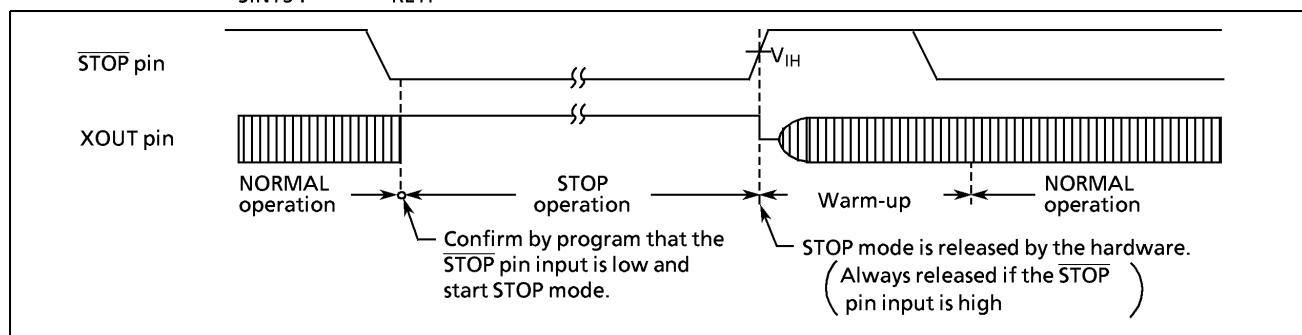 STOP pin
VIH
XOUT pin
NORMAL
operation
STOP
operation
Warm-up
NORMAL
operation
Confirm by program that the
STOP pin input is low and
start STOP mode.
STOP mode is released by the hardware.
(Always released if the STOP
pin input is high)